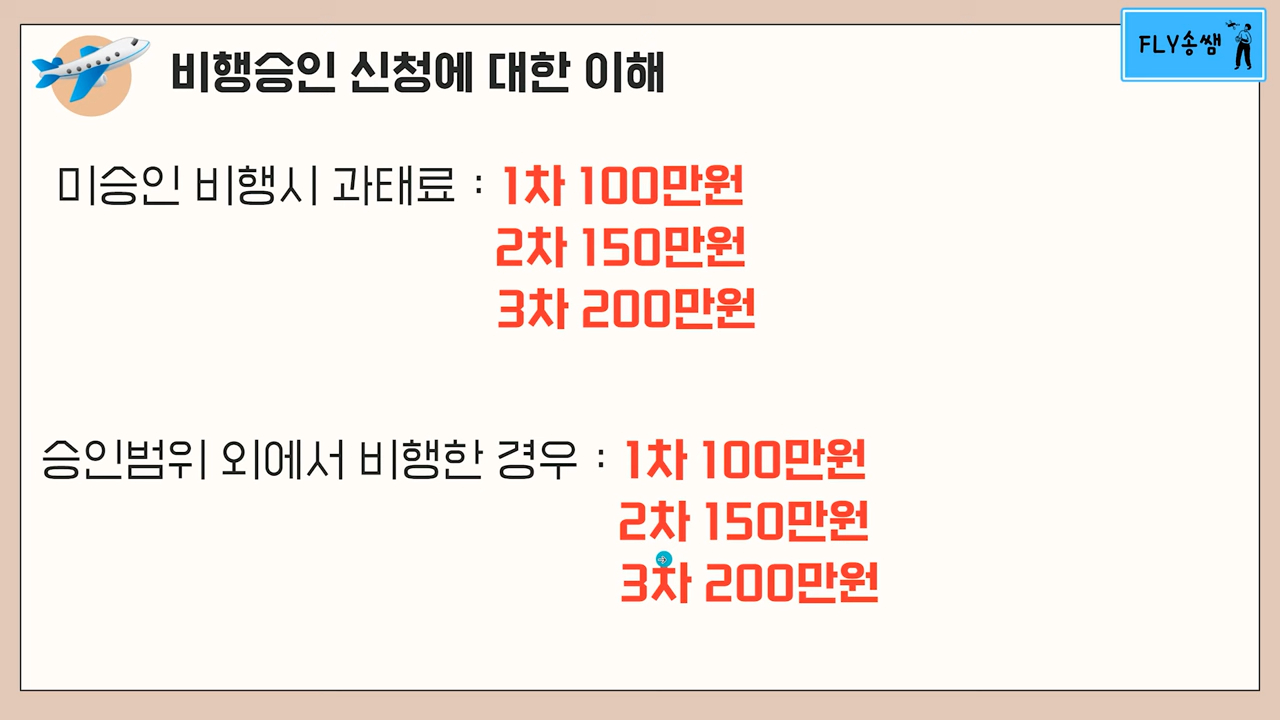 FLY송쌤
비행승인 신청에 대한 이해
미승인 비행시 과태료 : 1차 100만원
2차 150만원
3차 200만원
승인범위 외에서 비행한 경우 : 1차 100만원
2차 150만원
3차 200만원